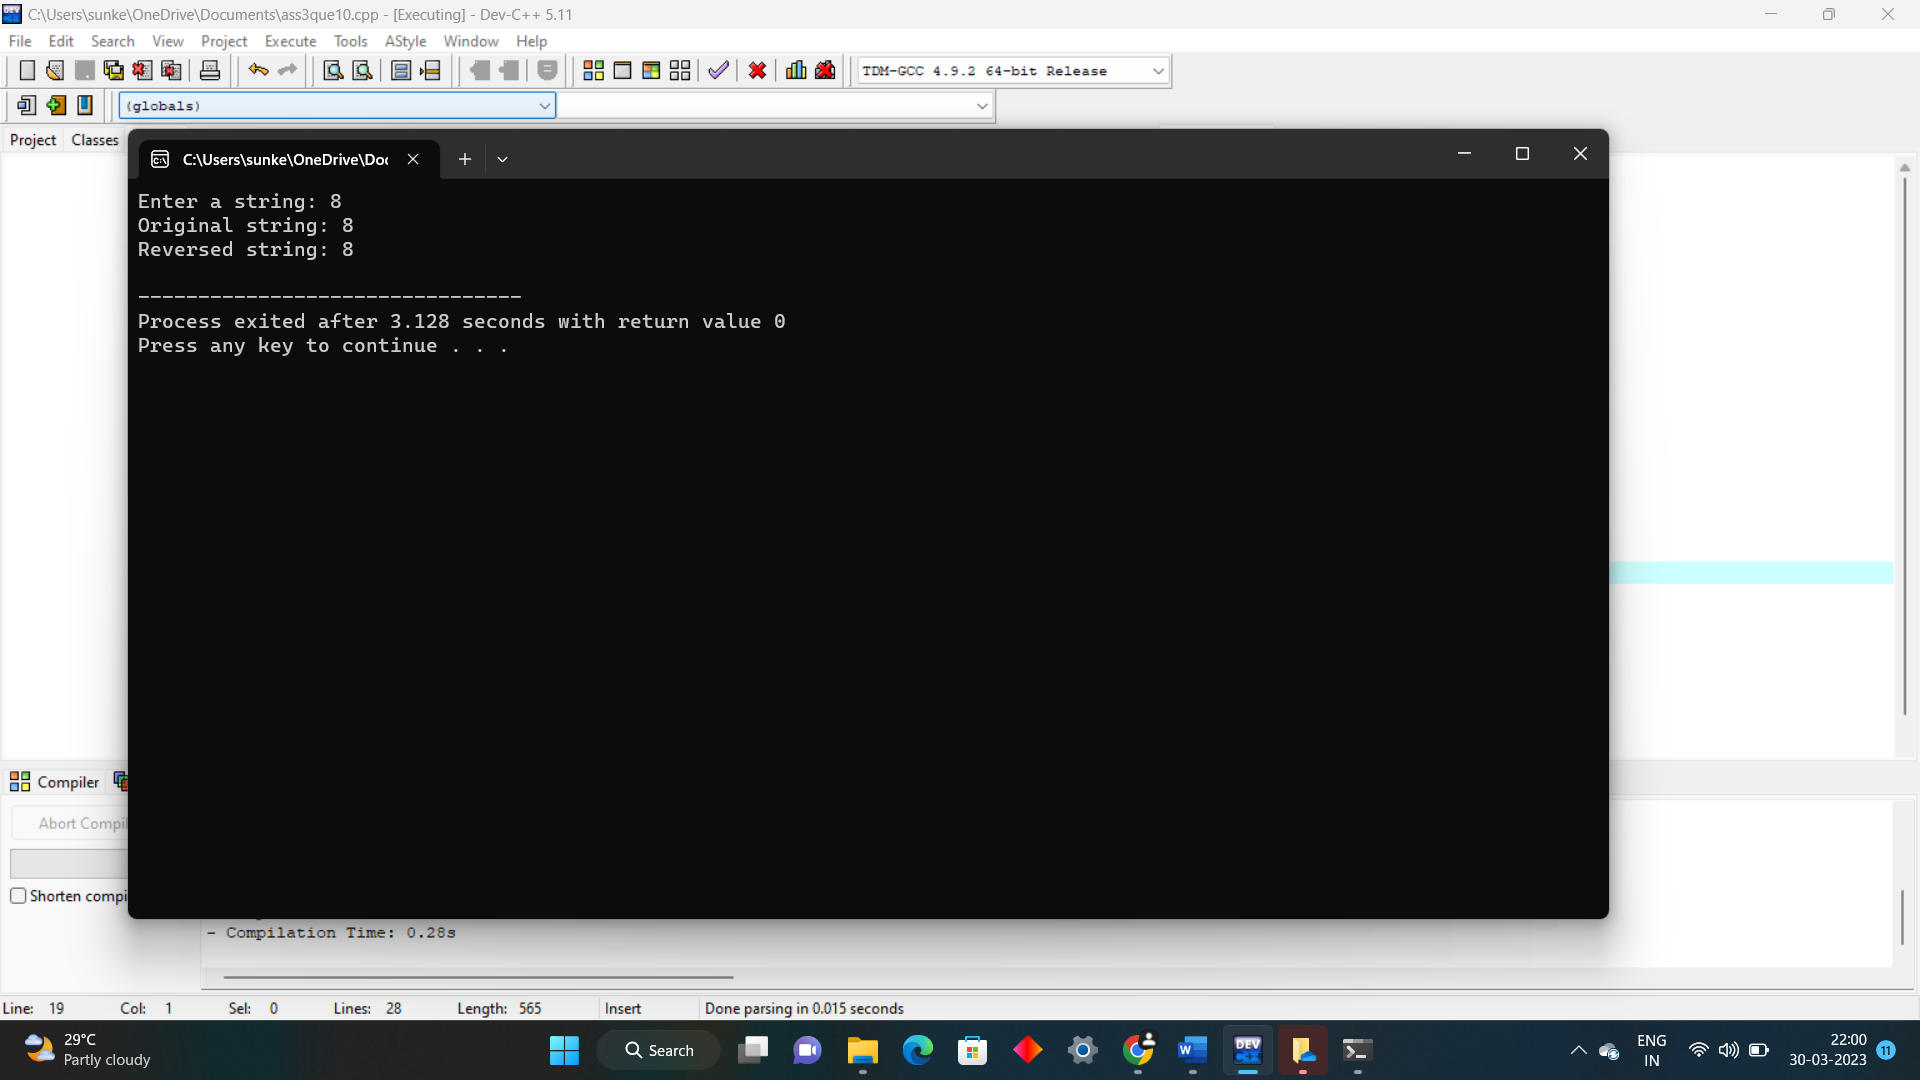 C:\Users\sunke\OneDrive\Documents\ass3que10.cpp - [Executing] - Dev-C++ 5.11
File Edit Search View Project Execute Tools AStyle Window Help
TDM-GCC 4.9.2 64-bit Release
(globals)
Project Classes
C:\Users\sunke\OneDrive\Doc
Enter a string: 8
Original string: 8
Reversed string: 8
--------------------------------
Process exited after 3.128 seconds with return value 0
Press any key to continue . . .
Compiler
Abort Compil
Shorten compi
- Compilation Time: 0.28s
Line: 19 Col: 1 Sel: 0 Lines: 28 Length: 565 Insert Done parsing in 0.015 seconds
29°C
Partly cloudy
Search
DEV
C++
ENG
IN
22:00
30-03-2023
11